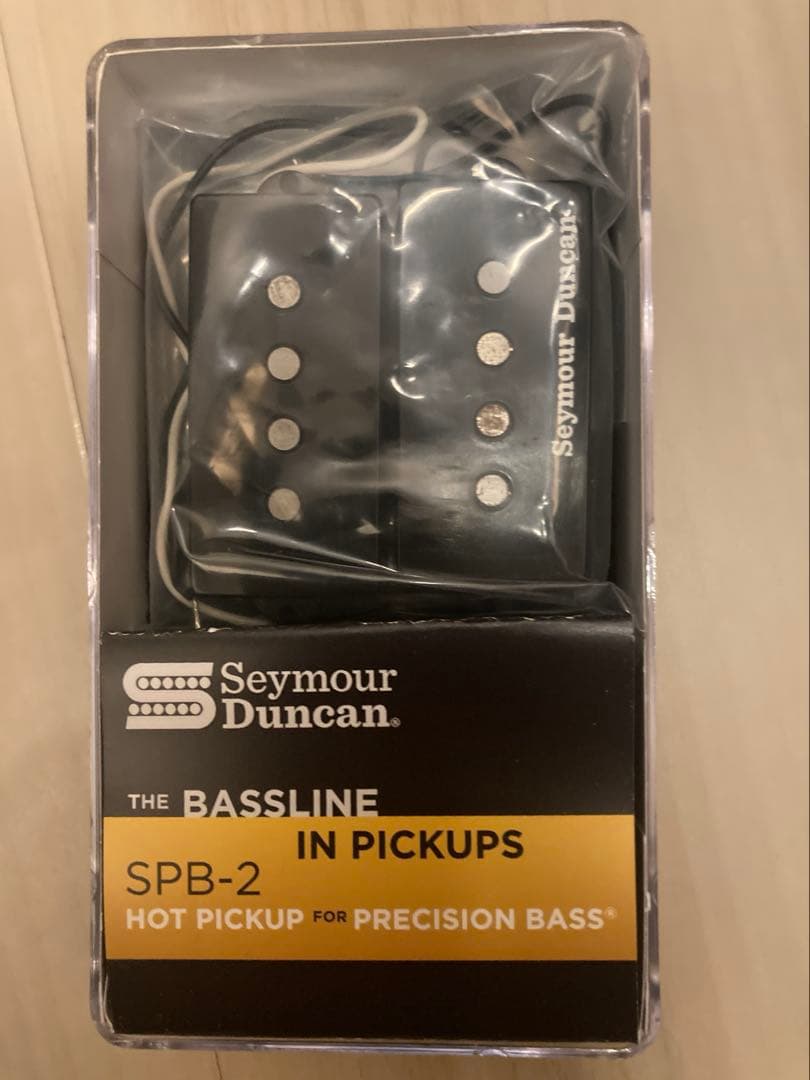 Seymour Duncan.
Seymour
Duncan®
THE BASSLINE
IN PICKUPS
SPB-2
HOT PICKUP FOR PRECISION BASS®